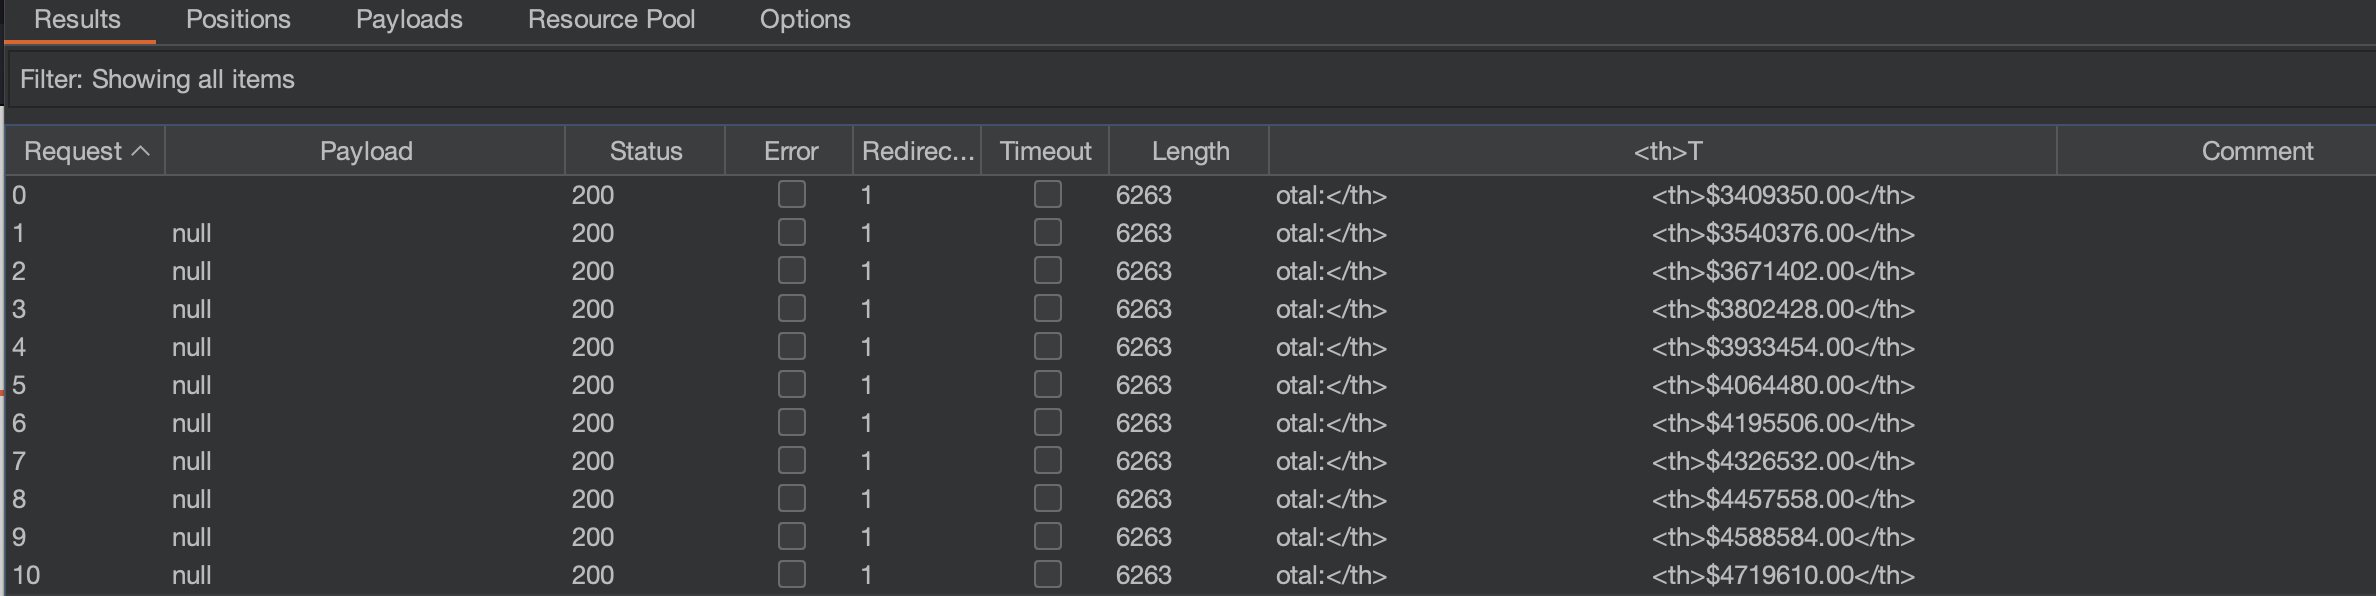 Results Positions Payloads Resource Pool Options
Filter: Showing all items
Request Payload Status Error Redirec... Timeout Length <th>T Comment
0 200 1 6263 otal:</th> <th>$3409350.00</th>
1 null 200 1 6263 otal:</th> <th>$3540376.00</th>
2 null 200 1 6263 otal:</th> <th>$3671402.00</th>
3 null 200 1 6263 otal:</th> <th>$3802428.00</th>
4 null 200 1 6263 otal:</th> <th>$3933454.00</th>
5 null 200 1 6263 otal:</th> <th>$4064480.00</th>
6 null 200 1 6263 otal:</th> <th>$4195506.00</th>
7 null 200 1 6263 otal:</th> <th>$4326532.00</th>
8 null 200 1 6263 otal:</th> <th>$4457558.00</th>
9 null 200 1 6263 otal:</th> <th>$4588584.00</th>
10 null 200 1 6263 otal:</th> <th>$4719610.00</th>